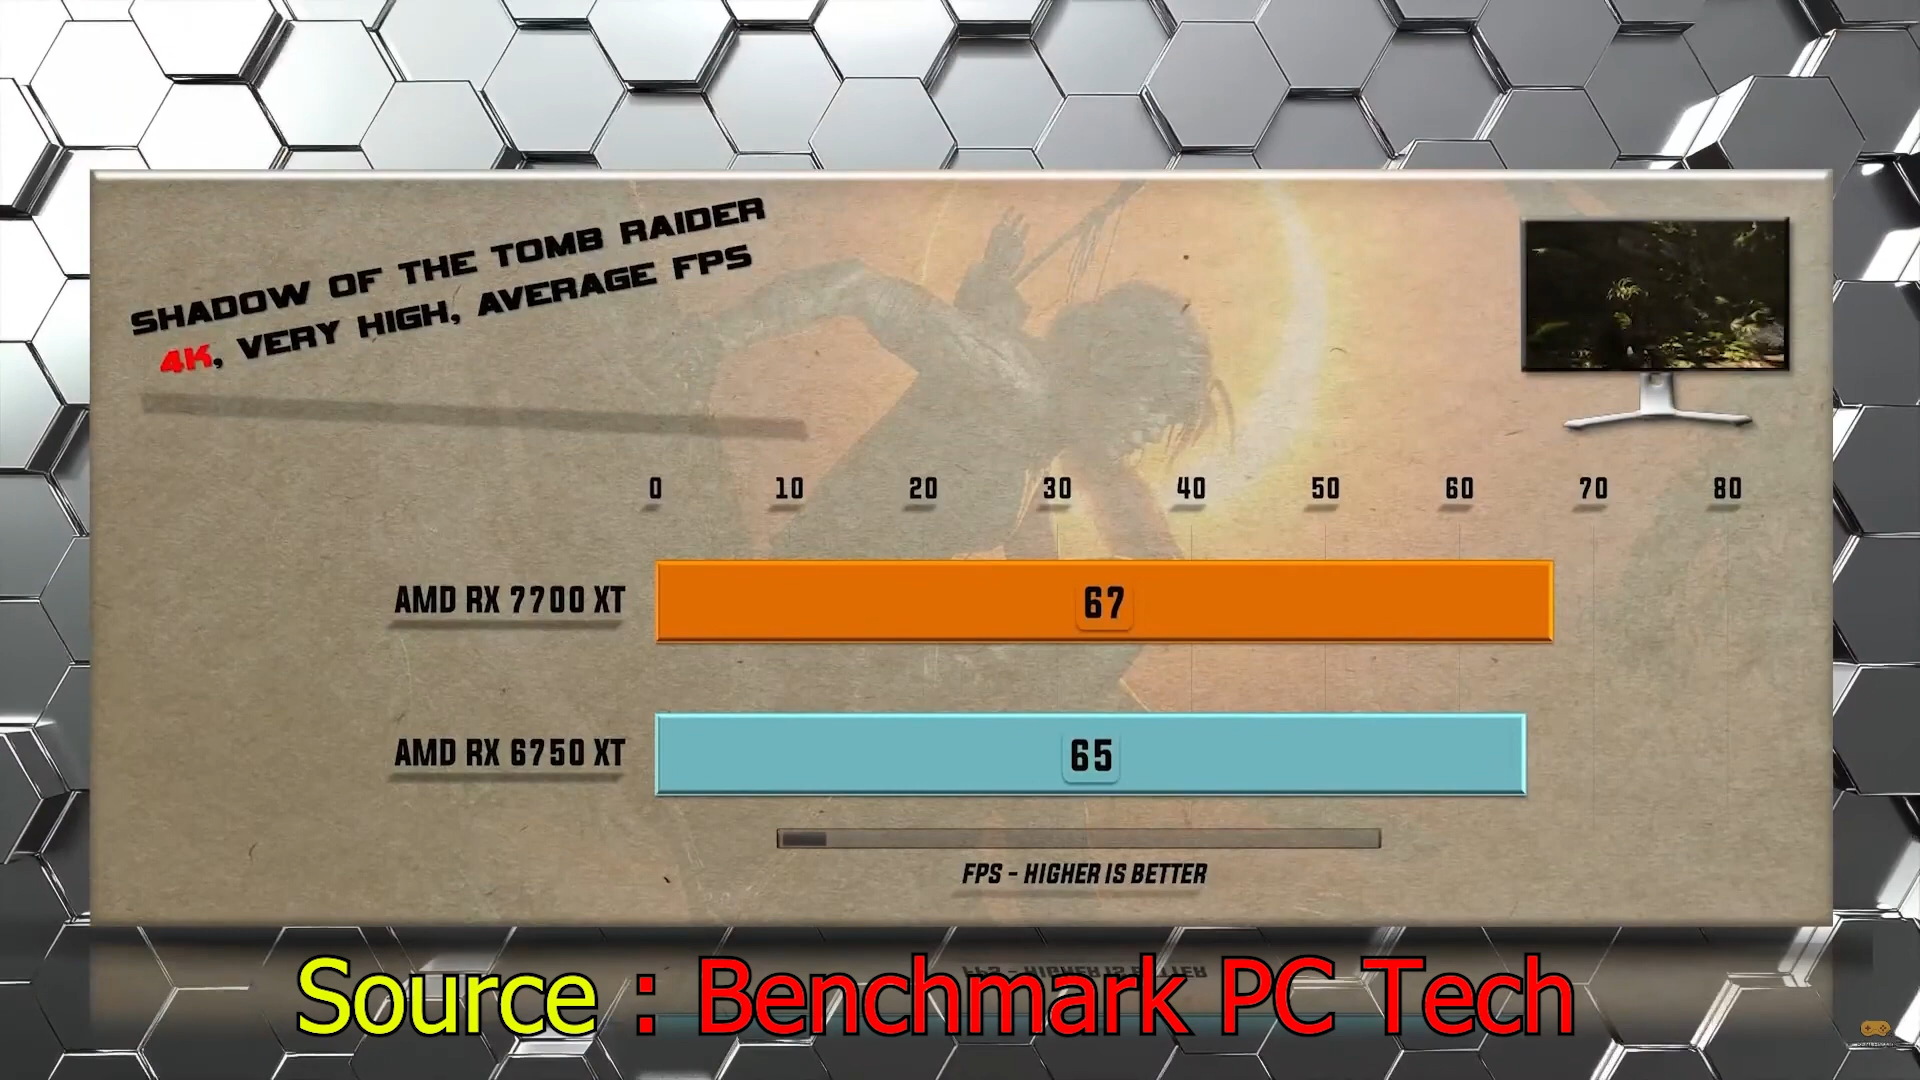 SHADOW OF THE TOMB RAIDER
4K, VERY HIGH, AVERAGE FPS
0 10 20 30 40 50 60 70 80
AMD RX 7700 XT 67
AMD RX 6750 XT 65
FPS - HIGHER IS BETTER
Source : Benchmark PC Tech